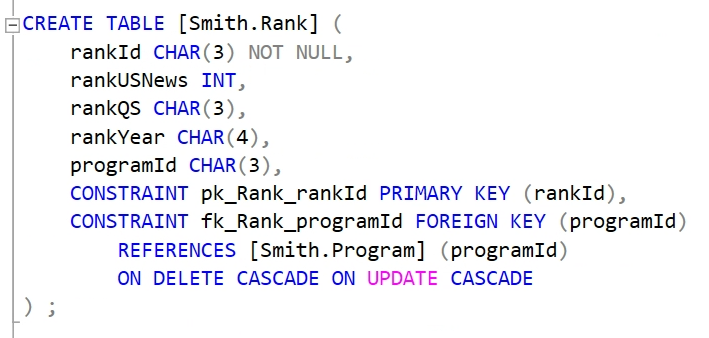 CREATE TABLE [Smith.Rank] (
    rankId CHAR(3) NOT NULL,
    rankUSNews INT,
    rankQS CHAR(3),
    rankYear CHAR(4),
    programId CHAR(3),
    CONSTRAINT pk_Rank_rankId PRIMARY KEY (rankId),
    CONSTRAINT fk_Rank_programId FOREIGN KEY (programId)
        REFERENCES [Smith.Program] (programId)
        ON DELETE CASCADE ON UPDATE CASCADE
) ;